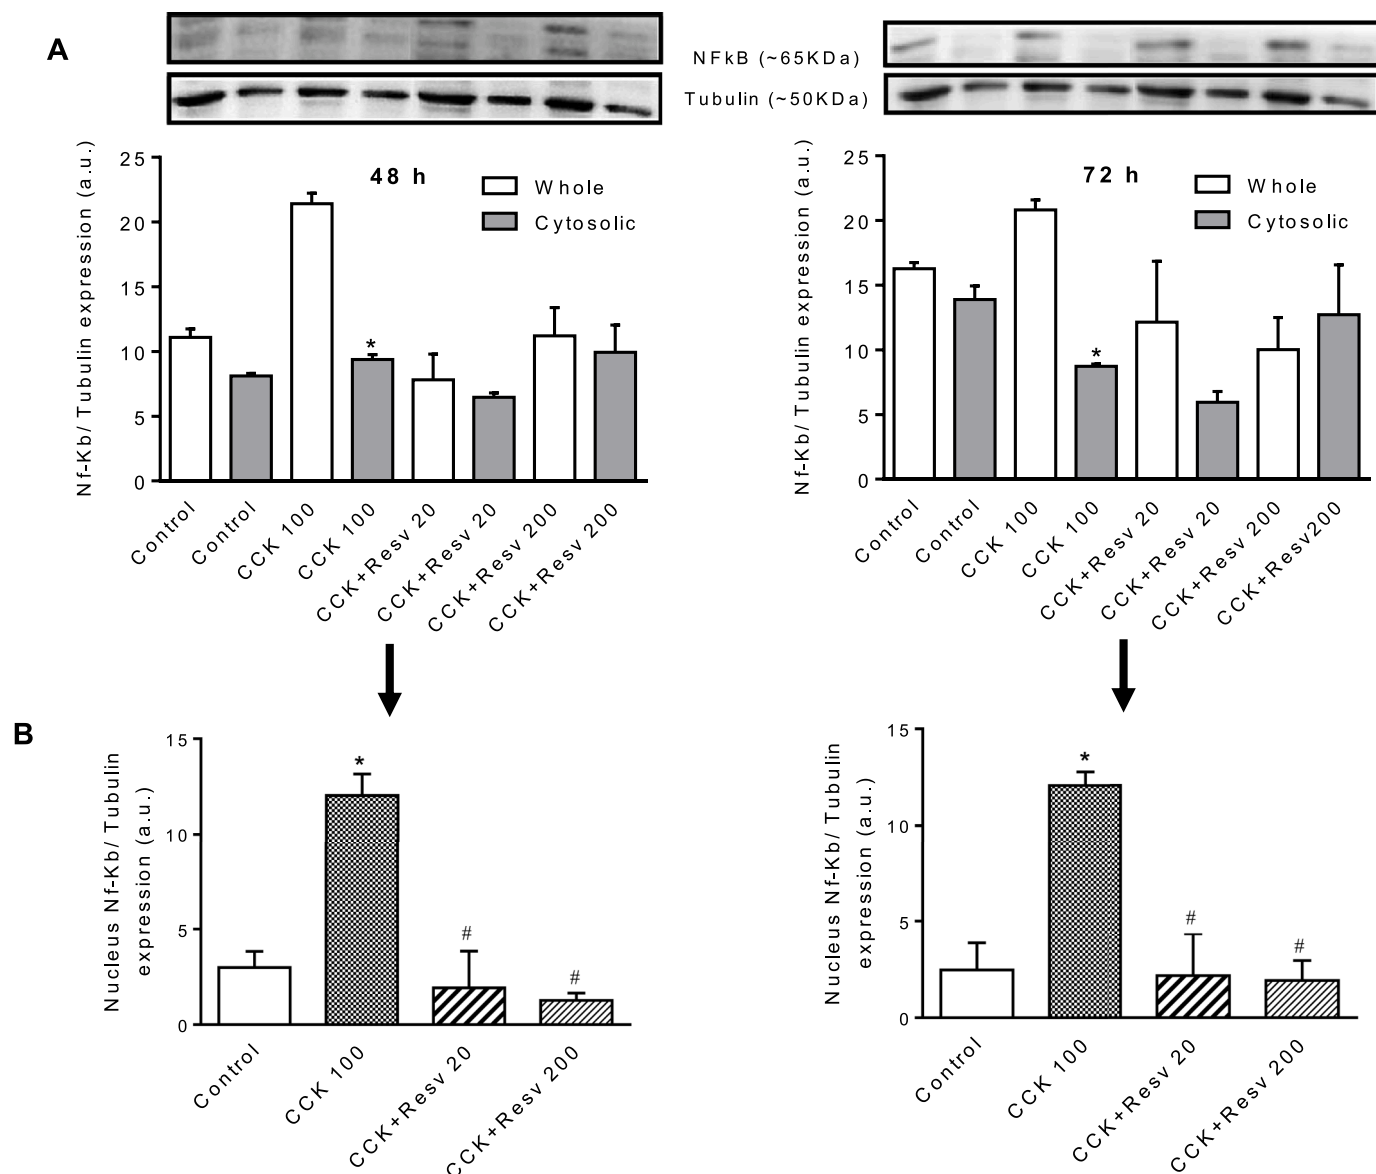 A
NFkB (~65KDa)
Tubulin (~50KDa)
Nf-Kb/ Tubulin expression (a.u.)
25
20
15
10
5
0
48 h
Whole
Cytosolic
*
Control
Control
CCK 100
CCK 100
CCK+Resv 20
CCK+Resv 20
CCK+Resv 200
CCK+Resv 200
Nf-Kb/ Tubulin expression (a.u.)
25
20
15
10
5
0
72 h
Whole
Cytosolic
*
Control
Control
CCK 100
CCK 100
CCK+Resv 20
CCK+Resv 20
CCK+Resv 200
CCK+Resv200
B
Nucleus Nf-Kb/ Tubulin
expression (a.u.)
15
10
5
0
*
#
#
Control
CCK 100
CCK+Resv 20
CCK+Resv 200
Nucleus Nf-Kb/ Tubulin
expression (a.u.)
15
10
5
0
*
#
#
Control
CCK 100
CCK+Resv 20
CCK+Resv 200